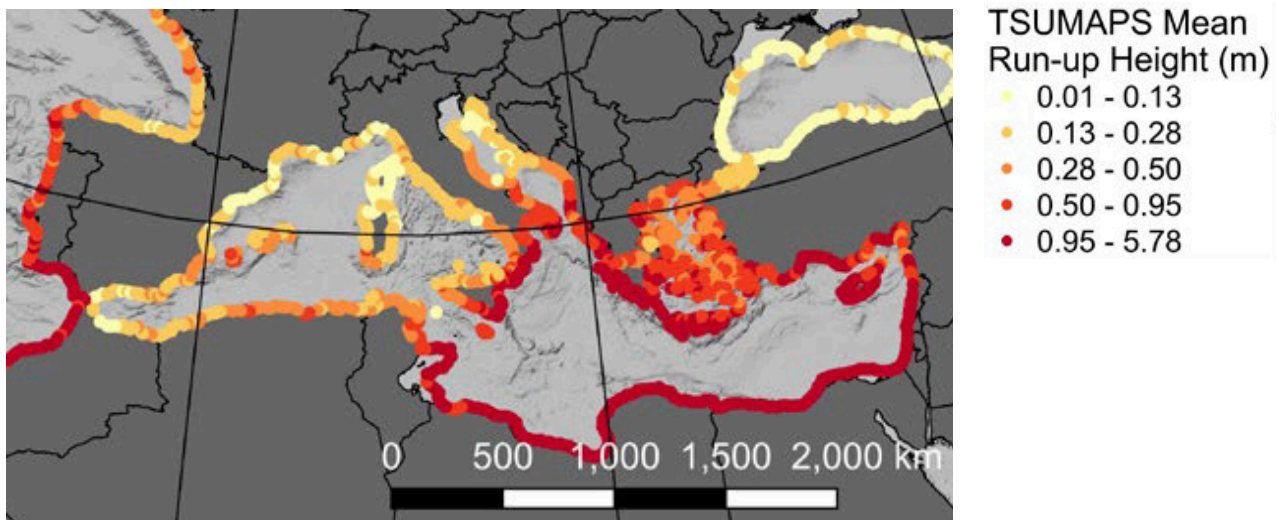 TSUMAPS Mean
Run-up Height (m)
0.01 - 0.13
0.13 - 0.28
0.28 - 0.50
0.50 - 0.95
0.95 - 5.78
0 500 1,000 1,500 2,000 km